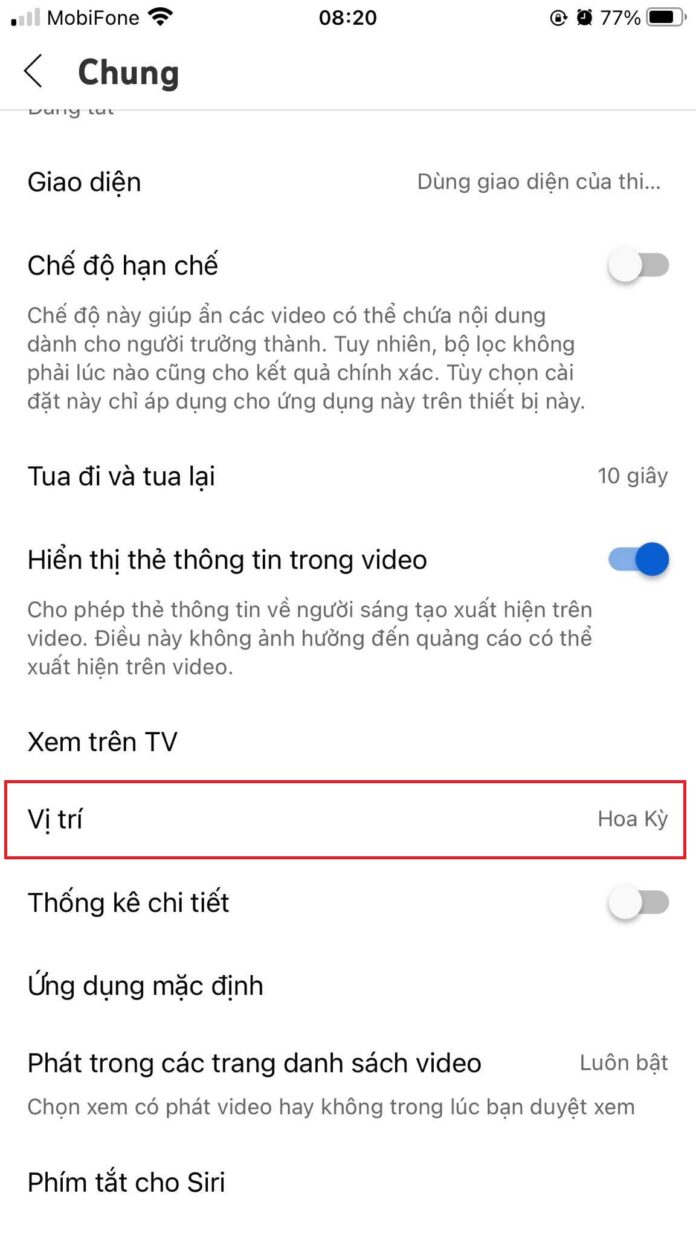 MobiFone 08:20 77%
Chung
Giao diện Dùng giao diện của thi...
Chế độ hạn chế
Chế độ này giúp ẩn các video có thể chứa nội dung
dành cho người trưởng thành. Tuy nhiên, bộ lọc không
phải lúc nào cũng cho kết quả chính xác. Tùy chọn cài
đặt này chỉ áp dụng cho ứng dụng này trên thiết bị này.
Tua đi và tua lại 10 giây
Hiển thị thẻ thông tin trong video
Cho phép thẻ thông tin về người sáng tạo xuất hiện trên
video. Điều này không ảnh hưởng đến quảng cáo có thể
xuất hiện trên video.
Xem trên TV
Vị trí Hoa Kỳ
Thống kê chi tiết
Ứng dụng mặc định
Phát trong các trang danh sách video Luôn bật
Chọn xem có phát video hay không trong lúc bạn duyệt xem
Phím tắt cho Siri